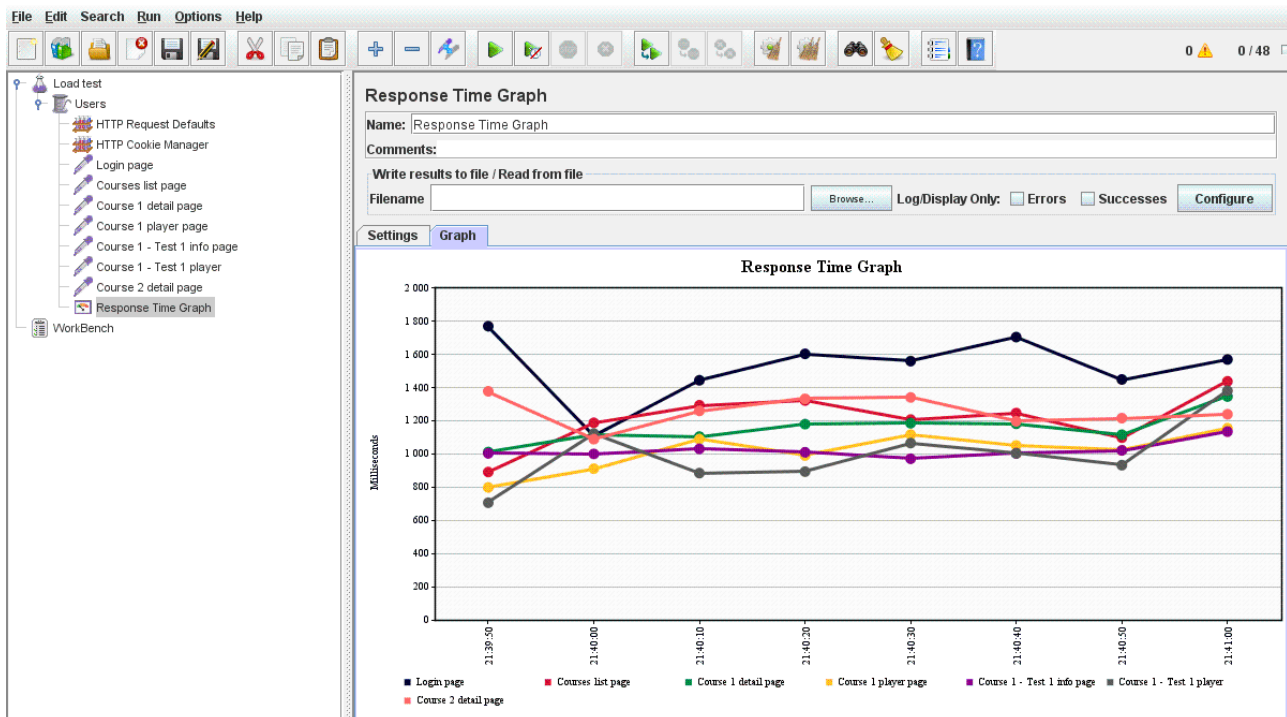 File Edit Search Run Options Help
0 0 / 48
Load test
Users
HTTP Request Defaults
HTTP Cookie Manager
Login page
Courses list page
Course 1 detail page
Course 1 player page
Course 1 - Test 1 info page
Course 1 - Test 1 player
Course 2 detail page
Response Time Graph
WorkBench
Response Time Graph
Name: Response Time Graph
Comments:
Write results to file / Read from file
Filename Browse... Log/Display Only: Errors Successes Configure
Settings Graph
Response Time Graph
Milliseconds
2 000
1 800
1 600
1 400
1 200
1 000
800
600
400
200
0
21:39:50 21:40:00 21:40:10 21:40:20 21:40:30 21:40:40 21:40:50 21:41:00
Login page Courses list page Course 1 detail page Course 1 player page Course 1 - Test 1 info page Course 1 - Test 1 player
Course 2 detail page